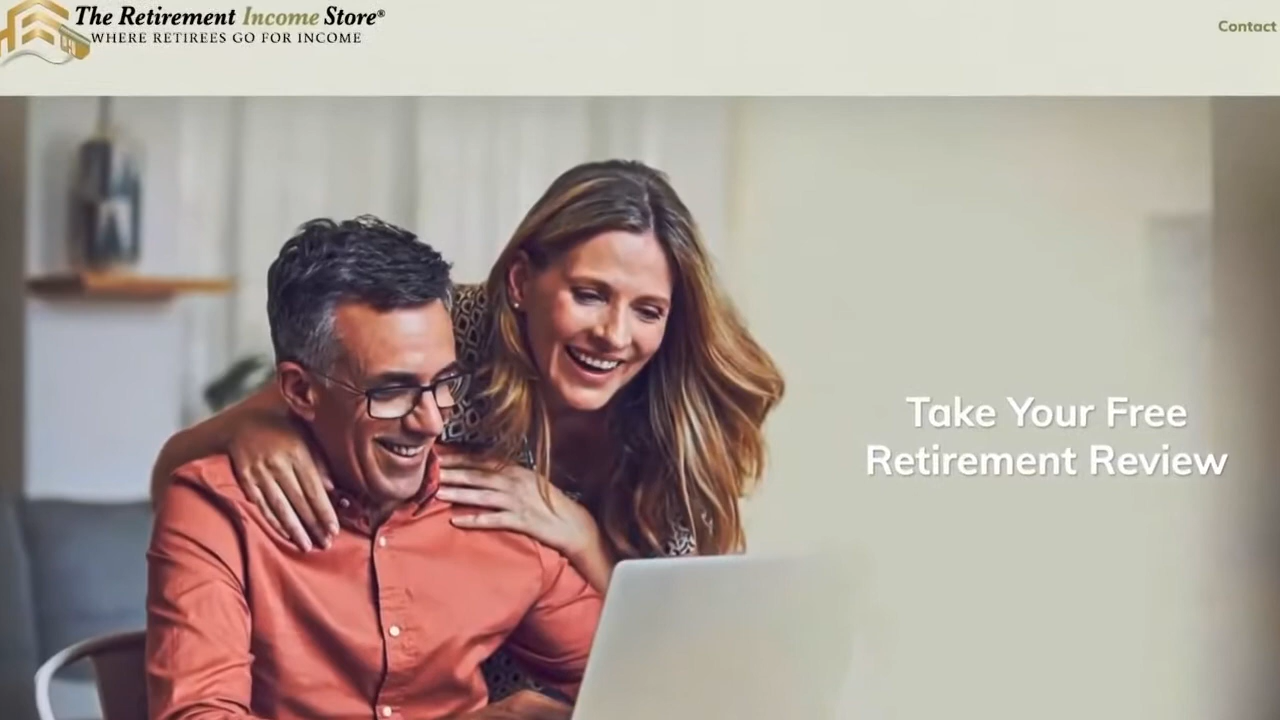 The Retirement Income Store®
WHERE RETIREES GO FOR INCOME
Contact
Take Your Free
Retirement Review